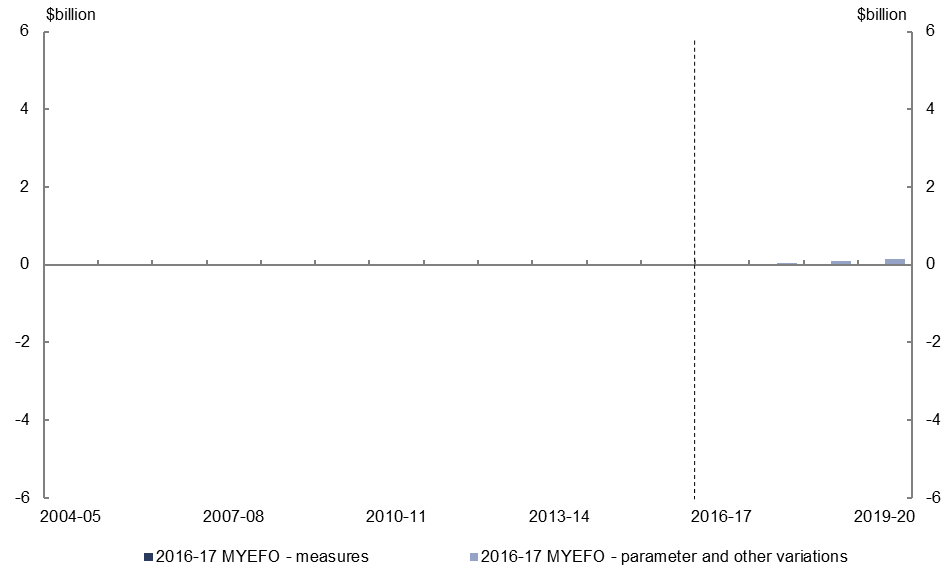 $billion $billion
6 6
4 4
2 2
0 0
-2 -2
-4 -4
-6 -6
2004-05 2007-08 2010-11 2013-14 2016-17 2019-20
2016-17 MYEFO - measures 2016-17 MYEFO - parameter and other variations